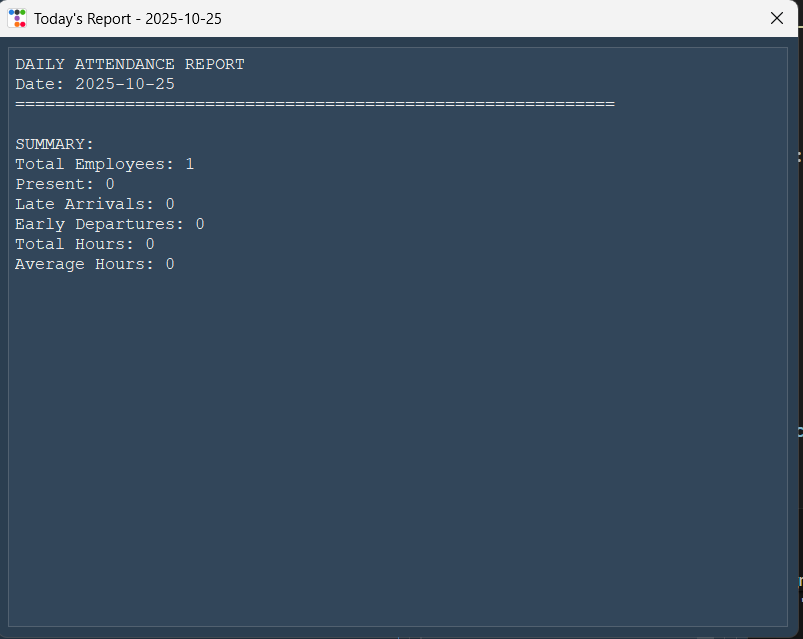 Today's Report - 2025-10-25
DAILY ATTENDANCE REPORT
Date: 2025-10-25
============================================================
SUMMARY:
Total Employees: 1
Present: 0
Late Arrivals: 0
Early Departures: 0
Total Hours: 0
Average Hours: 0